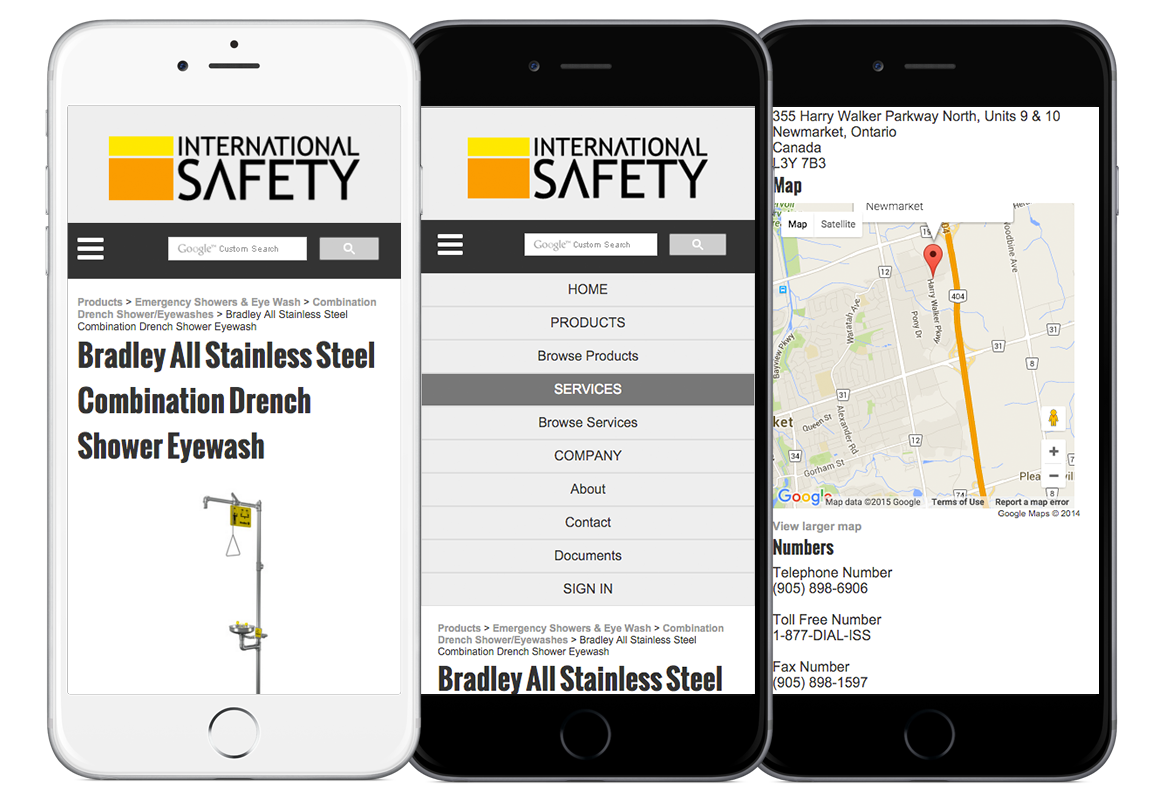 INTERNATIONAL
SAFETY
Google™ Custom Search
Products > Emergency Showers & Eye Wash > Combination
Drench Shower/Eyewashes > Bradley All Stainless Steel
Combination Drench Shower Eyewash
Bradley All Stainless Steel
Combination Drench
Shower Eyewash
INTERNATIONAL
SAFETY
Google™ Custom Search
HOME
PRODUCTS
Browse Products
SERVICES
Browse Services
COMPANY
About
Contact
Documents
SIGN IN
Products > Emergency Showers & Eye Wash > Combination
Drench Shower/Eyewashes > Bradley All Stainless Steel
Combination Drench Shower Eyewash
Bradley All Stainless Steel
355 Harry Walker Parkway North, Units 9 & 10
Newmarket, Ontario
Canada
L3Y 7B3
Map
Newmarket
Map Satellite
15
404
Woodbine Ave
12
Harry Walker Pkwy
404
Pony Dr
31
31
8
Bayview Pkwy
31
Alexander Rd
Queen St
12
34
Gorham St
74
8
Google
Map data ©2015 Google Terms of Use Report a map error
Google Maps © 2014
View larger map
Numbers
Telephone Number
(905) 898-6906
Toll Free Number
1-877-DIAL-ISS
Fax Number
(905) 898-1597